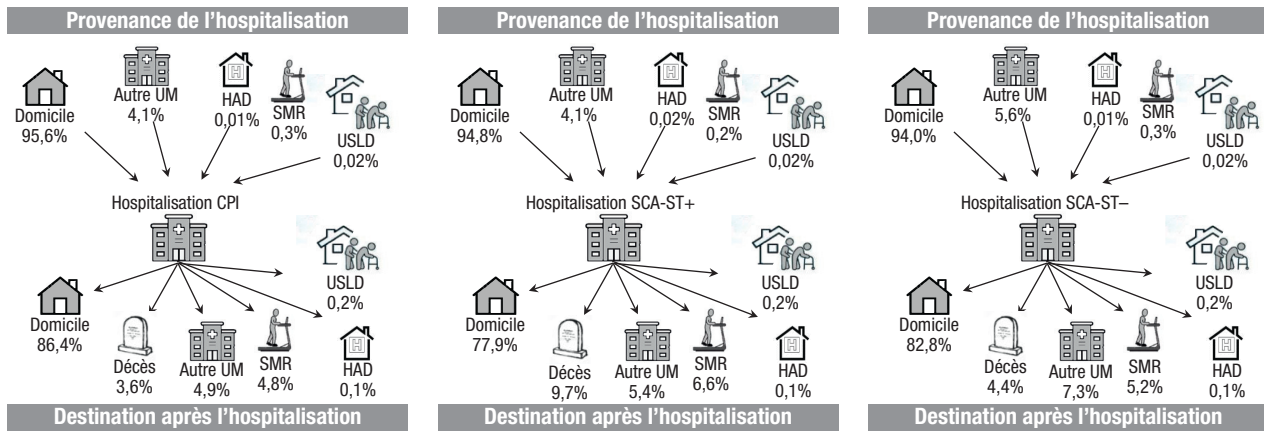 Provenance de l'hospitalisation
Domicile
95,6%
Autre UM
4,1%
HAD
0,01%
SMR
0,3%
USLD
0,02%
Hospitalisation CPI
USLD
0,2%
Domicile
86,4%
Décès
3,6%
Autre UM
4,9%
SMR
4,8%
HAD
0,1%
Destination après l'hospitalisation
Provenance de l'hospitalisation
Domicile
94,8%
Autre UM
4,1%
HAD
0,02%
SMR
0,2%
USLD
0,02%
Hospitalisation SCA-ST+
USLD
0,2%
Domicile
77,9%
Décès
9,7%
Autre UM
5,4%
SMR
6,6%
HAD
0,1%
Destination après l'hospitalisation
Provenance de l'hospitalisation
Domicile
94,0%
Autre UM
5,6%
HAD
0,01%
SMR
0,3%
USLD
0,02%
Hospitalisation SCA-ST–
USLD
0,2%
Domicile
82,8%
Décès
4,4%
Autre UM
7,3%
SMR
5,2%
HAD
0,1%
Destination après l'hospitalisation